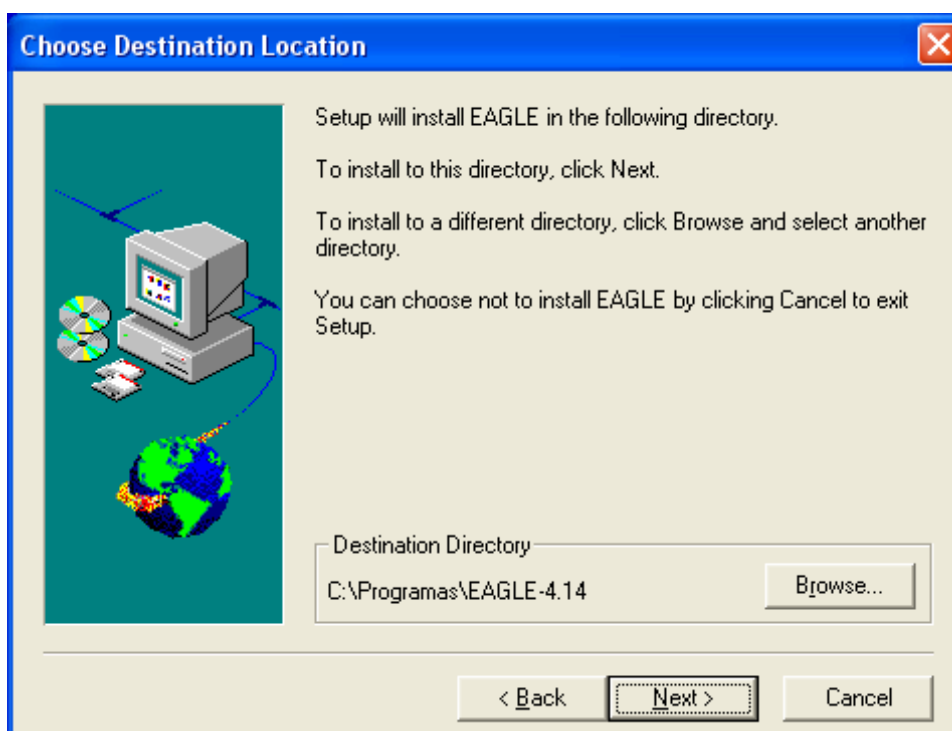 Choose Destination Location
Setup will install EAGLE in the following directory.
To install to this directory, click Next.
To install to a different directory, click Browse and select another
directory.
You can choose not to install EAGLE by clicking Cancel to exit
Setup.
Destination Directory
C:\Programas\EAGLE-4.14
Browse...
< Back
Next >
Cancel